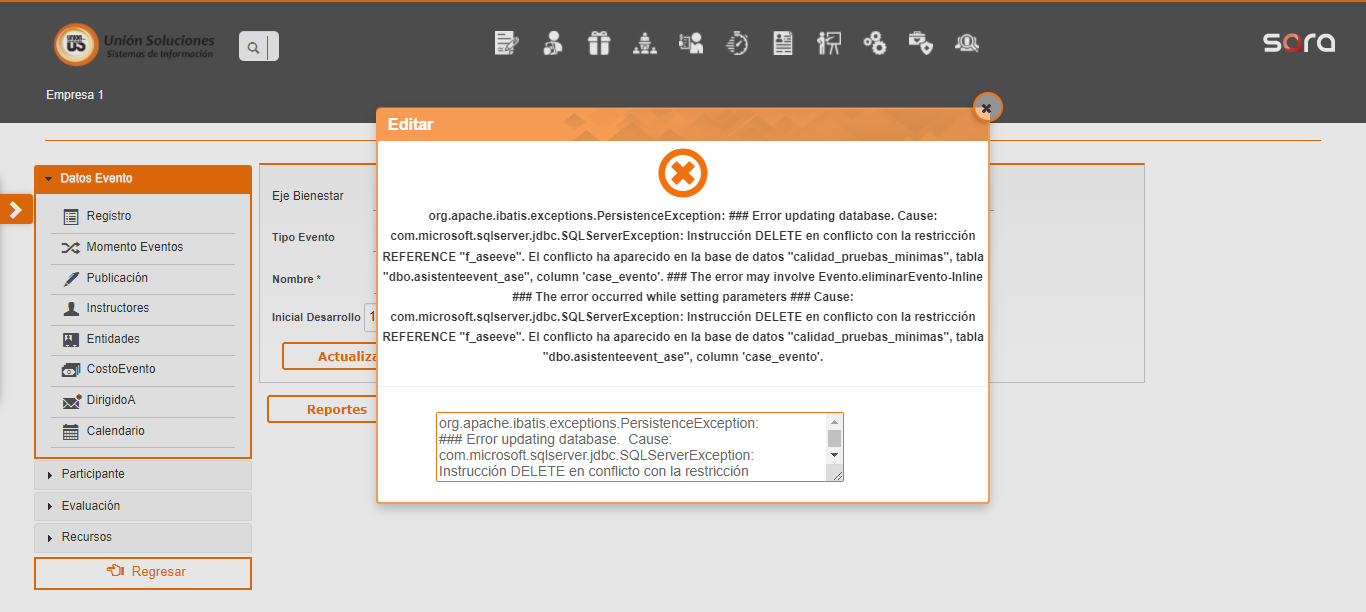 UNION
US
Unión Soluciones
Sistemas de Información
sara
Empresa 1
Editar
org.apache.ibatis.exceptions.PersistenceException: ### Error updating database. Cause:
com.microsoft.sqlserver.jdbc.SQLServerException: Instrucción DELETE en conflicto con la restricción
REFERENCE "f_aseeve". El conflicto ha aparecido en la base de datos "calidad_pruebas_minimas", tabla
"dbo.asistenteevent_ase", column 'case_evento'. ### The error may involve Evento.eliminarEvento-Inline
### The error occurred while setting parameters ### Cause:
com.microsoft.sqlserver.jdbc.SQLServerException: Instrucción DELETE en conflicto con la restricción
REFERENCE "f_aseeve". El conflicto ha aparecido en la base de datos "calidad_pruebas_minimas", tabla
"dbo.asistenteevent_ase", column 'case_evento'.
org.apache.ibatis.exceptions.PersistenceException:
### Error updating database.  Cause:
com.microsoft.sqlserver.jdbc.SQLServerException:
Instrucción DELETE en conflicto con la restricción
Datos Evento
Registro
Momento Eventos
Publicación
Instructores
Entidades
CostoEvento
DirigidoA
Calendario
Participante
Evaluación
Recursos
Regresar
Eje Bienestar
Tipo Evento
Nombre *
Inicial Desarrollo 1
Actualiza
Reportes